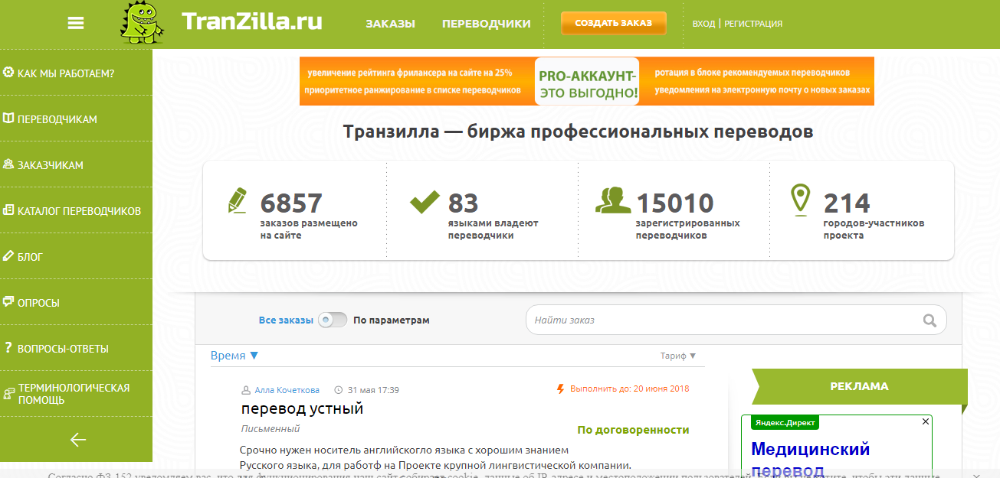 TranZilla.ru
ЗАКАЗЫ
ПЕРЕВОДЧИКИ
СОЗДАТЬ ЗАКАЗ
ВХОД | РЕГИСТРАЦИЯ
КАК МЫ РАБОТАЕМ?
ПЕРЕВОДЧИКАМ
ЗАКАЗЧИКАМ
КАТАЛОГ ПЕРЕВОДЧИКОВ
БЛОГ
ОПРОСЫ
? ВОПРОСЫ-ОТВЕТЫ
ТЕРМИНОЛОГИЧЕСКАЯ
ПОМОЩЬ
увеличение рейтинга фрилансера на сайте на 25%
приоритетное ранжирование в списке переводчиков
PRO-АККАУНТ-
ЭТО ВЫГОДНО!
ротация в блоке рекомендуемых переводчиков
уведомления на электронную почту о новых заказах
Транзилла — биржа профессиональных переводов
6857
заказов размещено
на сайте
83
языками владеют
переводчики
15010
зарегистрированных
переводчиков
214
городов-участников
проекта
Все заказы
По параметрам
Найти заказ
Время ▼
Тариф ▼
Алла Кочеткова
31 мая 17:39
Выполнить до: 20 июня 2018
перевод устный
Письменный
По договоренности
Срочно нужен носитель английского языка с хорошим знанием
Русского языка, для работф на Проекте крупной лингвистической компании.
РЕКЛАМА
Яндекс.Директ
Медицинский
перевод
Согласно ФЗ-152 уведомляем вас, что для функционирования наш сайт собирает cookie, данные об IP-адресе и местоположении пользователей.